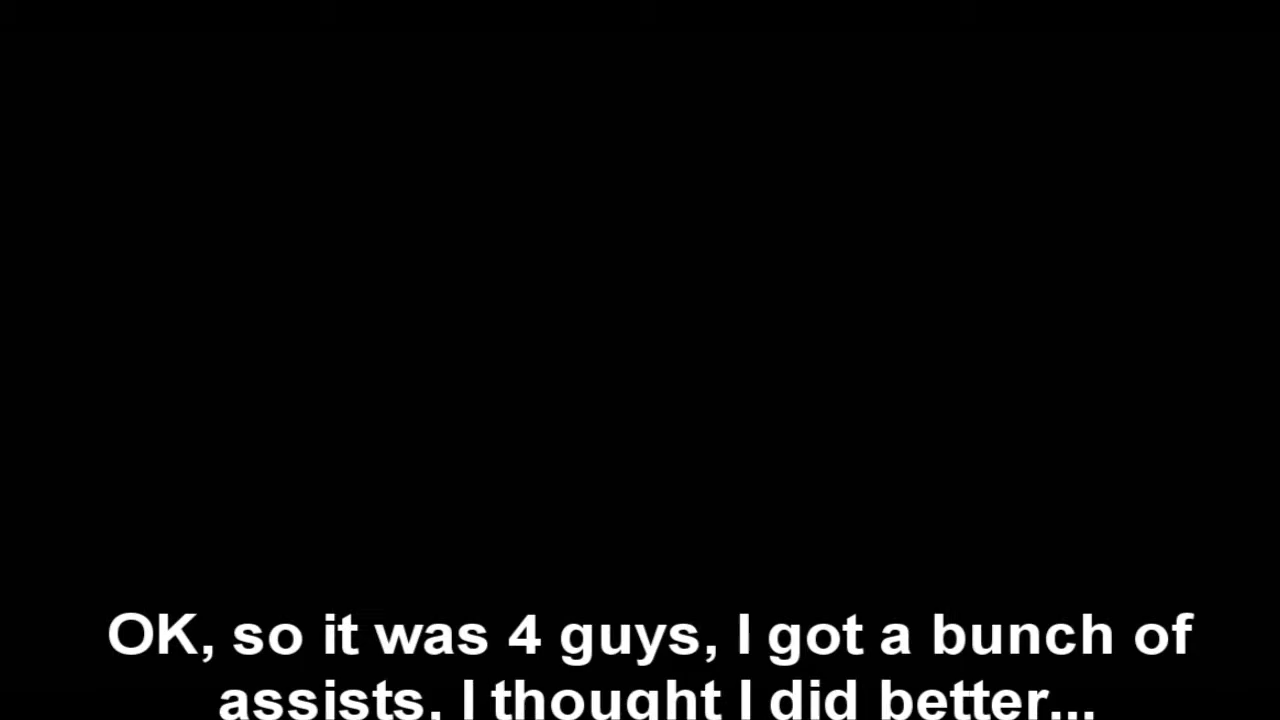 OK, so it was 4 guys, I got a bunch of
assists, I thought I did better...